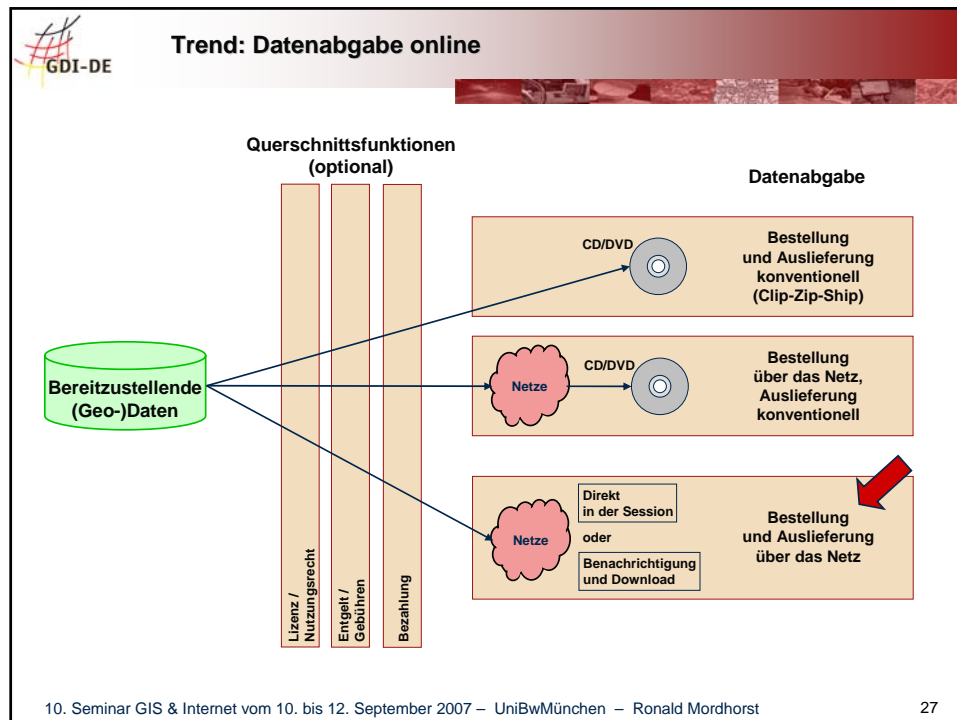 GDI-DE
Trend: Datenabgabe online
Querschnittsfunktionen
(optional)
Datenabgabe
CD/DVD
Bestellung
und Auslieferung
konventionell
(Clip-Zip-Ship)
Bereitzustellende
(Geo-)Daten
Netze
CD/DVD
Bestellung
über das Netz,
Auslieferung
konventionell
Netze
Direkt
in der Session
oder
Benachrichtigung
und Download
Bestellung
und Auslieferung
über das Netz
Lizenz /
Nutzungsrecht
Entgelt /
Gebühren
Bezahlung
10. Seminar GIS & Internet vom 10. bis 12. September 2007 – UniBwMünchen – Ronald Mordhorst
27